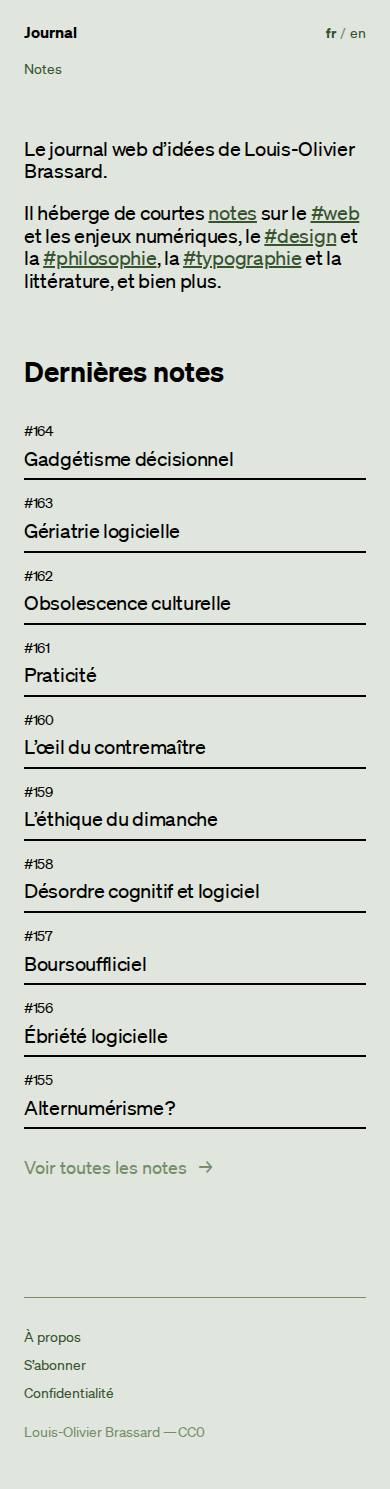 Journal
fr / en
Notes
Le journal web d’idées de Louis-Olivier
Brassard.
Il héberge de courtes notes sur le #web
et les enjeux numériques, le #design et
la #philosophie, la #typographie et la
littérature, et bien plus.
Dernières notes
#164
Gadgétisme décisionnel
#163
Gériatrie logicielle
#162
Obsolescence culturelle
#161
Praticité
#160
L’œil du contremaître
#159
L’éthique du dimanche
#158
Désordre cognitif et logiciel
#157
Boursouffliciel
#156
Ébriété logicielle
#155
Alternumérisme?
Voir toutes les notes →
À propos
S’abonner
Confidentialité
Louis-Olivier Brassard — CC0